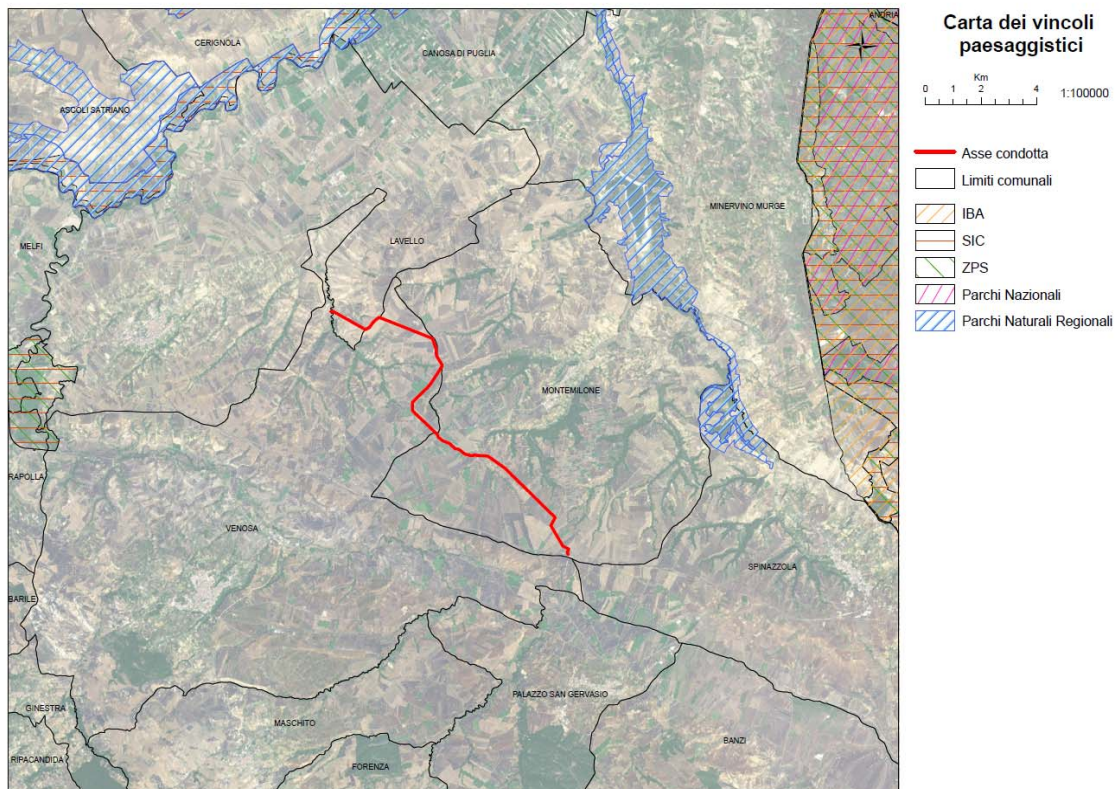 ANDRIA
CERIGNOLA
CANOSA DI PUGLIA
ASCOLI SATRIANO
MINERVINO MURGE
LAVELLO
MELFI
MONTEMILONE
RAPOLLA
VENOSA
SPINAZZOLA
BARILE
PALAZZO SAN GERVASIO
GINESTRA
MASCHITO
BANZI
RIPACANDIDA
FORENZA
Carta dei vincoli
paesaggistici
Km
0 1 2 4
1:100000
Asse condotta
Limiti comunali
IBA
SIC
ZPS
Parchi Nazionali
Parchi Naturali Regionali